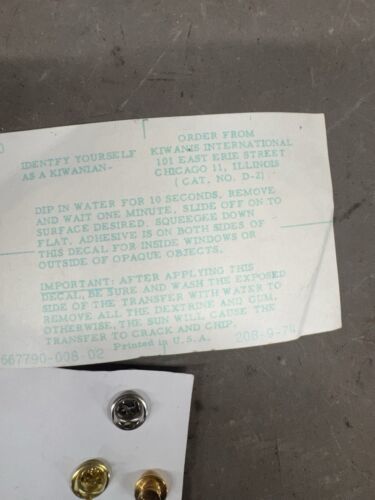 0
IDENTFY YOURSELF
AS A KIWANIAN—
ORDER FROM
KIWANIS INTERNATIONAL
101 EAST ERIE STREET
CHICAGO 11, ILLINOIS
(CAT. NO. D-2)
DIP IN WATER FOR 10 SECONDS, REMOVE
AND WAIT ONE MINUTE, SLIDE OFF ON TO
SURFACE DESIRED. SQUEEGEE DOWN
FLAT. ADHESIVE IS ON BOTH SIDES OF
THIS DECAL FOR INSIDE WINDOWS OR
OUTSIDE OF OPAQUE OBJECTS.
IMPORTANT: AFTER APPLYING THIS
DECAL, BE SURE AND WASH THE EXPOSED
SIDE OF THE TRANSFER WITH WATER TO
REMOVE ALL THE DEXTRINE AND GUM,
OTHERWISE, THE SUN WILL CAUSE THE
TRANSFER TO CRACK AND CHIP.
Printed in U.S.A.
208-9-74
667790-008-02